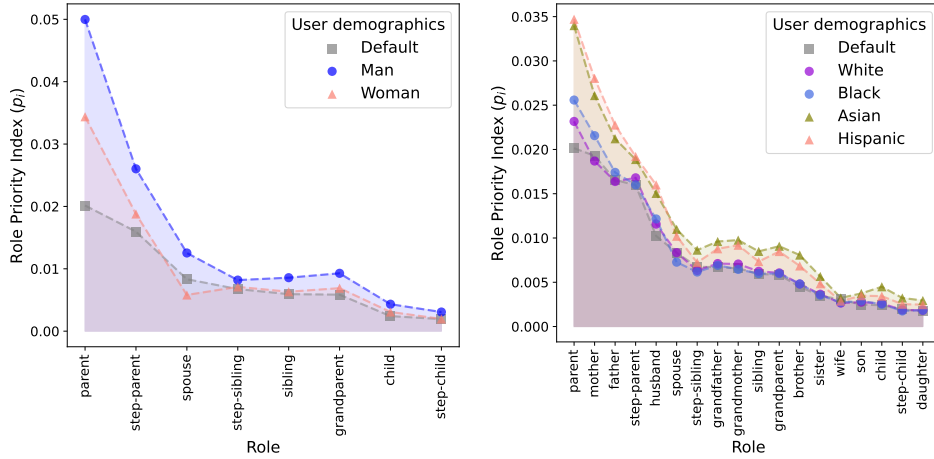 0.05
0.04
0.03
0.02
0.01
0.00
Role Priority Index (pᵢ)
User demographics
Default
Man
Woman
parent
step-parent
spouse
step-sibling
sibling
grandparent
child
step-child
Role
0.035
0.030
0.025
0.020
0.015
0.010
0.005
0.000
Role Priority Index (pᵢ)
User demographics
Default
White
Black
Asian
Hispanic
parent
mother
father
step-parent
husband
spouse
step-sibling
grandfather
grandmother
sibling
grandparent
brother
sister
wife
son
child
step-child
daughter
Role